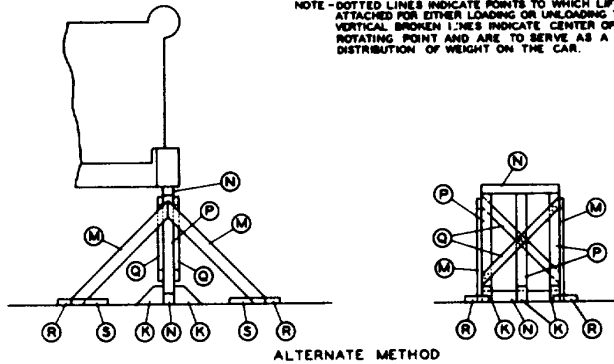 NOTE - DOTTED LINES INDICATE POINTS TO WHICH
ATTACHED FOR EITHER LOADING OR UNLOADING
VERTICAL BROKEN LINES INDICATE CENTER OF
ROTATING POINT AND ARE TO SERVE AS A
DISTRIBUTION OF WEIGHT ON THE CAR.
N
N
P
P
M
M
M
Q
Q
Q
P
M
R S K N K S R
R K N K R
ALTERNATE METHOD